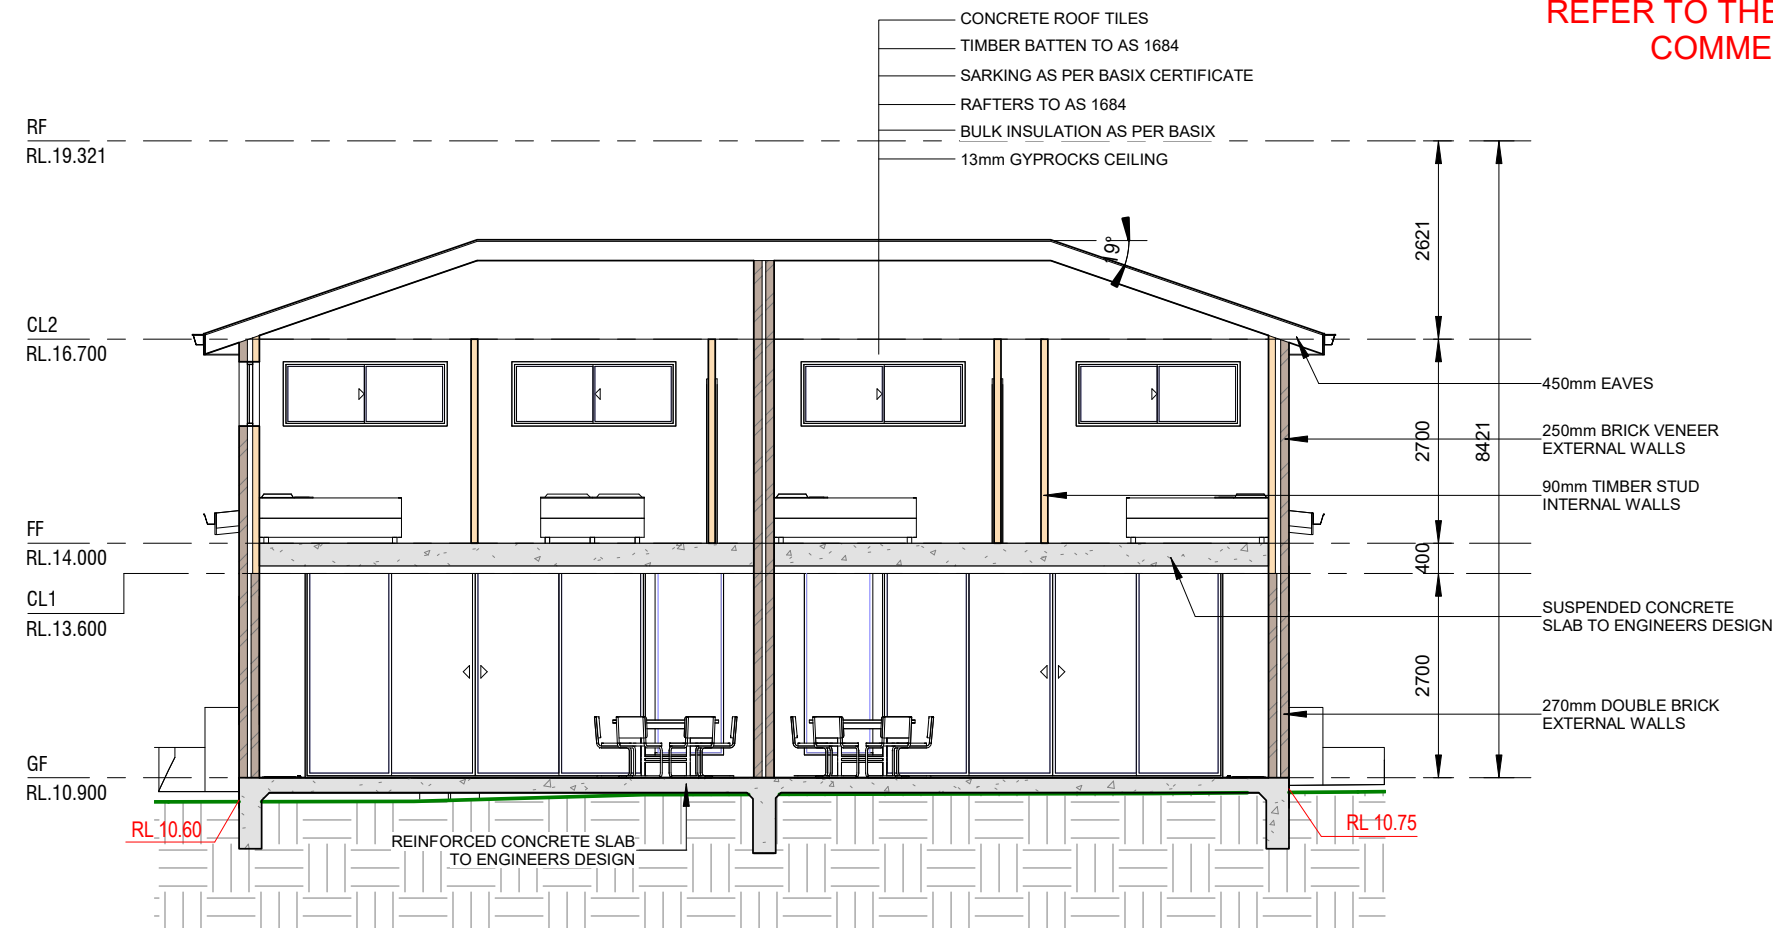 REFER TO THE
COMME
CONCRETE ROOF TILES
TIMBER BATTEN TO AS 1684
SARKING AS PER BASIX CERTIFICATE
RAFTERS TO AS 1684
BULK INSULATION AS PER BASIX
13mm GYPROCKS CEILING
RF
RL.19.321
19°
2621
CL2
RL.16.700
450mm EAVES
250mm BRICK VENEER
EXTERNAL WALLS
2700
8421
90mm TIMBER STUD
INTERNAL WALLS
FF
RL.14.000
400
CL1
RL.13.600
SUSPENDED CONCRETE
SLAB TO ENGINEERS DESIGN
2700
270mm DOUBLE BRICK
EXTERNAL WALLS
GF
RL.10.900
RL 10.60
RL 10.75
REINFORCED CONCRETE SLAB
TO ENGINEERS DESIGN